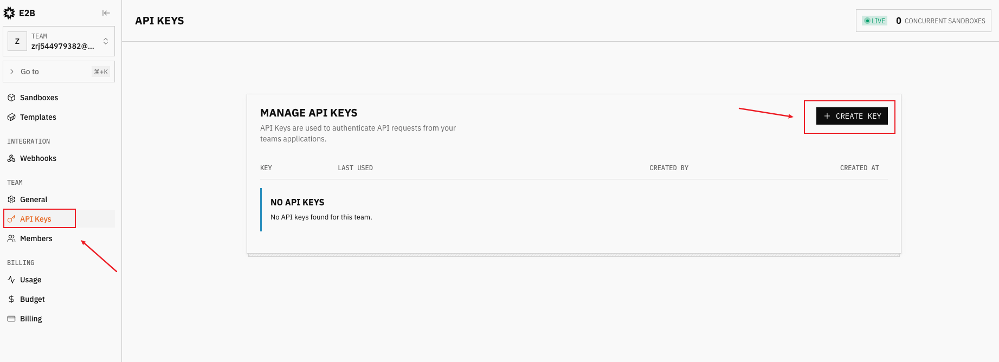 E2B
Z
TEAM
zrj544979382@...
Go to
⌘+K
Sandboxes
Templates
INTEGRATION
Webhooks
TEAM
General
API Keys
Members
BILLING
Usage
Budget
Billing
API KEYS
LIVE
0 CONCURRENT SANDBOXES
MANAGE API KEYS
API Keys are used to authenticate API requests from your
teams applications.
+ CREATE KEY
KEY
LAST USED
CREATED BY
CREATED AT
NO API KEYS
No API keys found for this team.